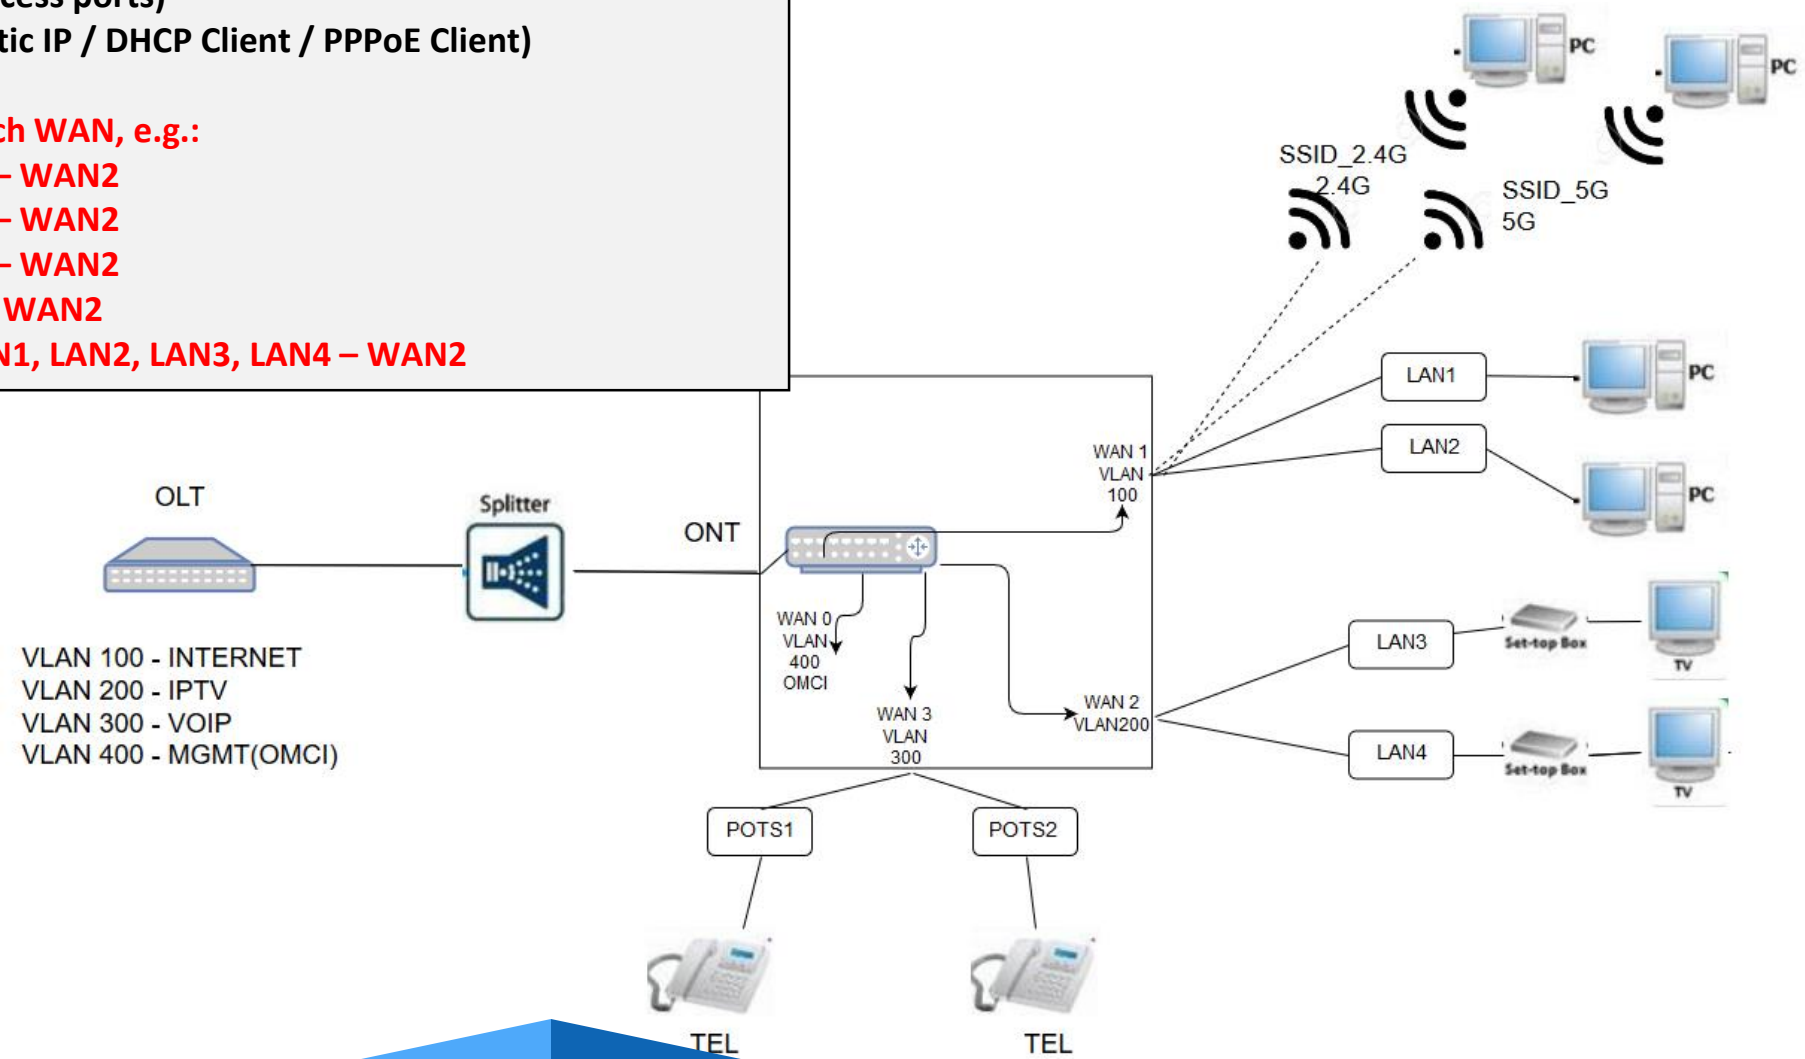 cess ports)
tic IP / DHCP Client / PPPoE Client)
ch WAN, e.g.:
– WAN2
– WAN2
– WAN2
WAN2
N1, LAN2, LAN3, LAN4 – WAN2
PC
PC
SSID_2.4G
2.4G
SSID_5G
5G
LAN1
PC
LAN2
PC
WAN 1
VLAN
100
OLT
Splitter
ONT
WAN 0
VLAN
400
OMCI
WAN 3
VLAN
300
WAN 2
VLAN200
LAN3
Set-top Box
TV
LAN4
Set-top Box
TV
VLAN 100 - INTERNET
VLAN 200 - IPTV
VLAN 300 - VOIP
VLAN 400 - MGMT(OMCI)
POTS1
POTS2
TEL
TEL